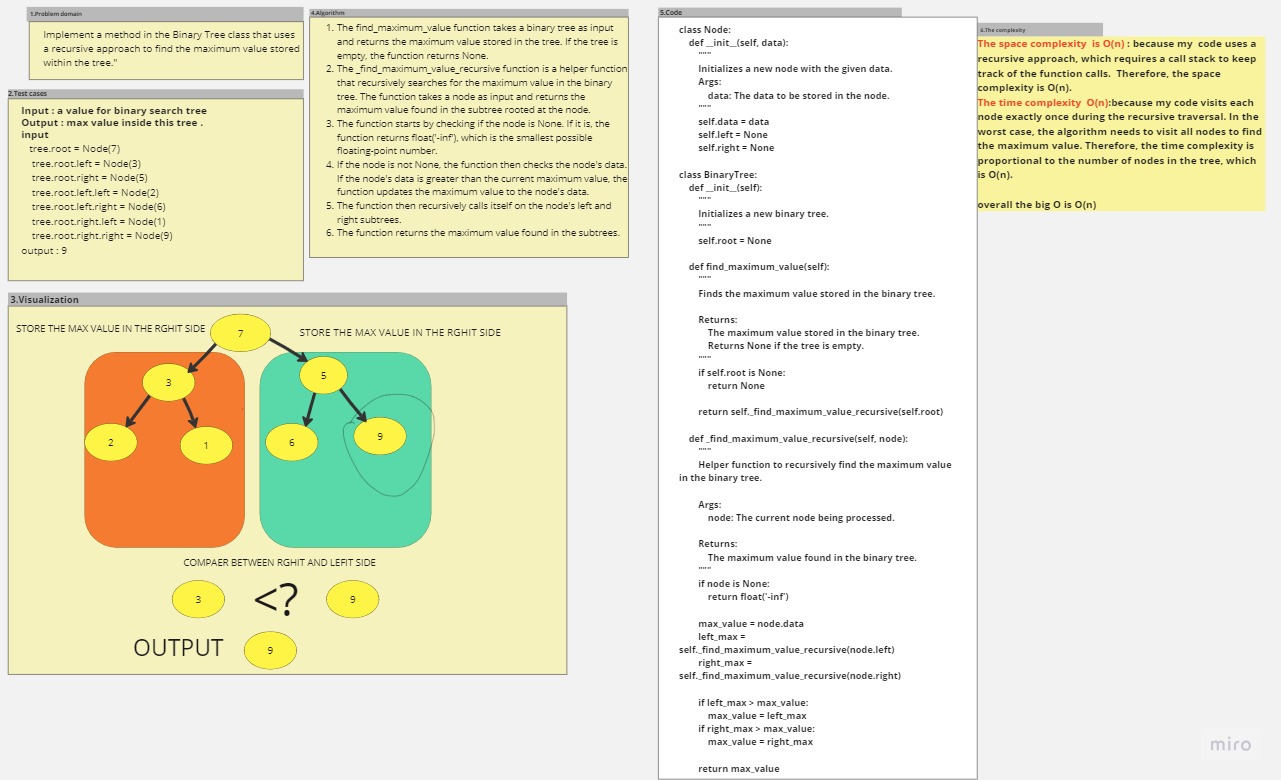 1.Problem domain
Implement a method in the Binary Tree class that uses
a recursive approach to find the maximum value stored
within the tree."
2.Test cases
Input : a value for binary search tree
Output : max value inside this tree .
input
tree.root = Node(7)
tree.root.left = Node(3)
tree.root.right = Node(5)
tree.root.left.left = Node(2)
tree.root.left.right = Node(6)
tree.root.right.left = Node(1)
tree.root.right.right = Node(9)
output : 9
3.Visualization
STORE THE MAX VALUE IN THE RGHIT SIDE
7
STORE THE MAX VALUE IN THE RGHIT SIDE
3
5
2
1
6
9
COMPAER BETWEEN RGHIT AND LEFIT SIDE
3
<?
9
OUTPUT
9
4.Algorithm
1. The find_maximum_value function takes a binary tree as input
and returns the maximum value stored in the tree. If the tree is
empty, the function returns None.
2. The _find_maximum_value_recursive function is a helper function
that recursively searches for the maximum value in the binary
tree. The function takes a node as input and returns the
maximum value found in the subtree rooted at the node.
3. The function starts by checking if the node is None. If it is, the
function returns float('-inf'), which is the smallest possible
floating-point number.
4. If the node is not None, the function then checks the node's data.
If the node's data is greater than the current maximum value, the
function updates the maximum value to the node's data.
5. The function then recursively calls itself on the node's left and
right subtrees.
6. The function returns the maximum value found in the subtrees.
5.Code
class Node:
def __init__(self, data):
"""
Initializes a new node with the given data.
Args:
data: The data to be stored in the node.
"""
self.data = data
self.left = None
self.right = None
class BinaryTree:
def __init__(self):
"""
Initializes a new binary tree.
"""
self.root = None
def find_maximum_value(self):
"""
Finds the maximum value stored in the binary tree.
Returns:
The maximum value stored in the binary tree.
Returns None if the tree is empty.
"""
if self.root is None:
return None
return self._find_maximum_value_recursive(self.root)
def _find_maximum_value_recursive(self, node):
"""
Helper function to recursively find the maximum value
in the binary tree.
Args:
node: The current node being processed.
Returns:
The maximum value found in the binary tree.
"""
if node is None:
return float('-inf')
max_value = node.data
left_max =
self._find_maximum_value_recursive(node.left)
right_max =
self._find_maximum_value_recursive(node.right)
if left_max > max_value:
max_value = left_max
if right_max > max_value:
max_value = right_max
return max_value
6.The complexity
The space complexity is O(n) : because my code uses a
recursive approach, which requires a call stack to keep
track of the function calls. Therefore, the space
complexity is O(n).
The time complexity O(n):because my code visits each
node exactly once during the recursive traversal. In the
worst case, the algorithm needs to visit all nodes to find
the maximum value. Therefore, the time complexity is
proportional to the number of nodes in the tree, which
is O(n).
overall the big O is O(n)
miro